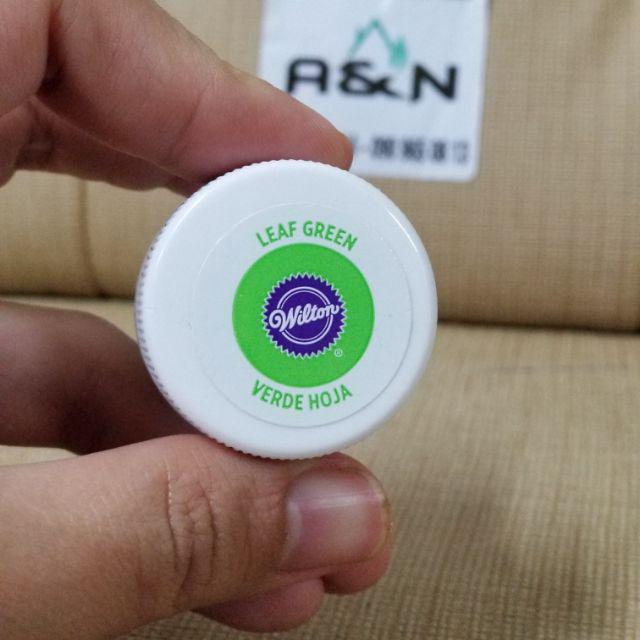 A&N
LEAF GREEN
Wilton
®
VERDE HOJA